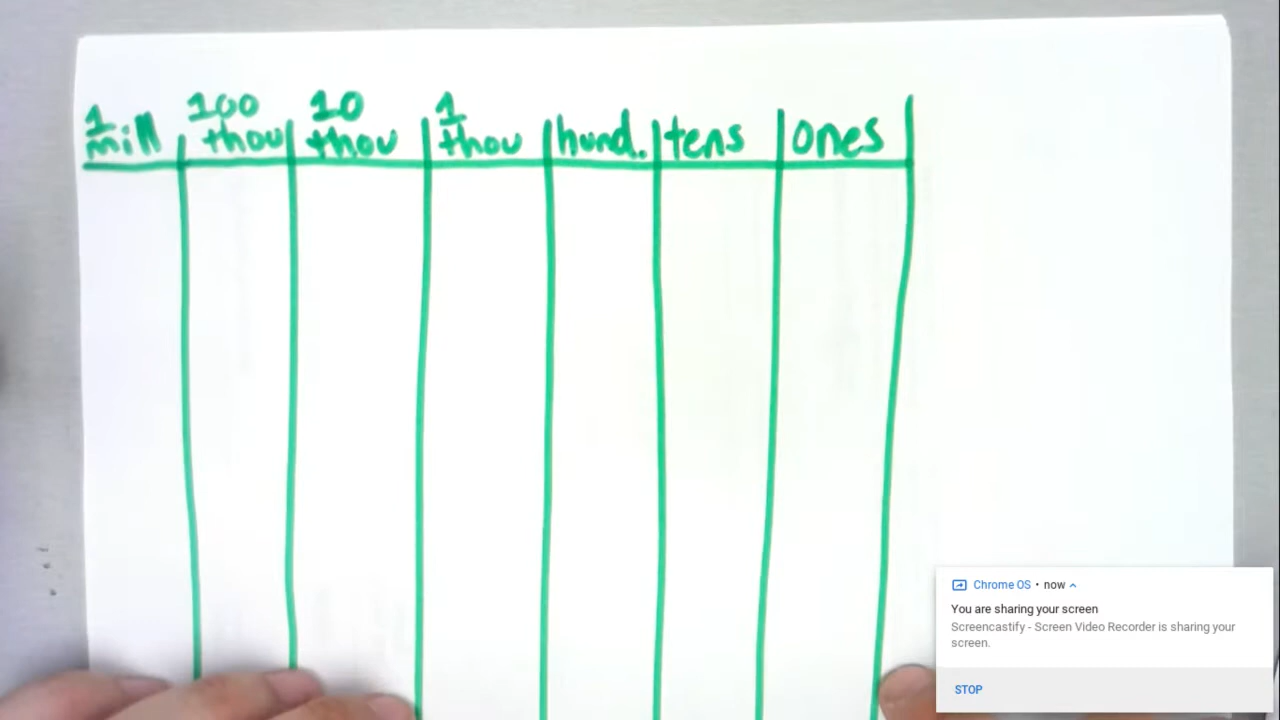 1 mill 100 thou 10 thou 1 thou hund. tens ones
Chrome OS • now
You are sharing your screen
Screencastify - Screen Video Recorder is sharing your
screen.
STOP